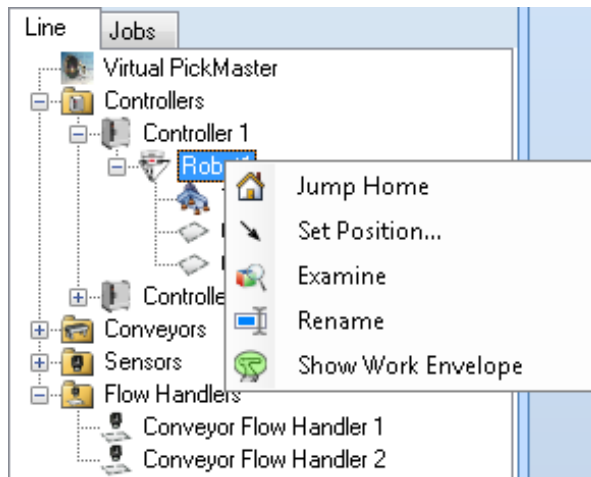 Line
Jobs
Virtual PickMaster
Controllers
Controller 1
Jump Home
Set Position...
Examine
Controlle
Rename
Conveyors
Sensors
Show Work Envelope
Flow Handlers
Conveyor Flow Handler 1
Conveyor Flow Handler 2